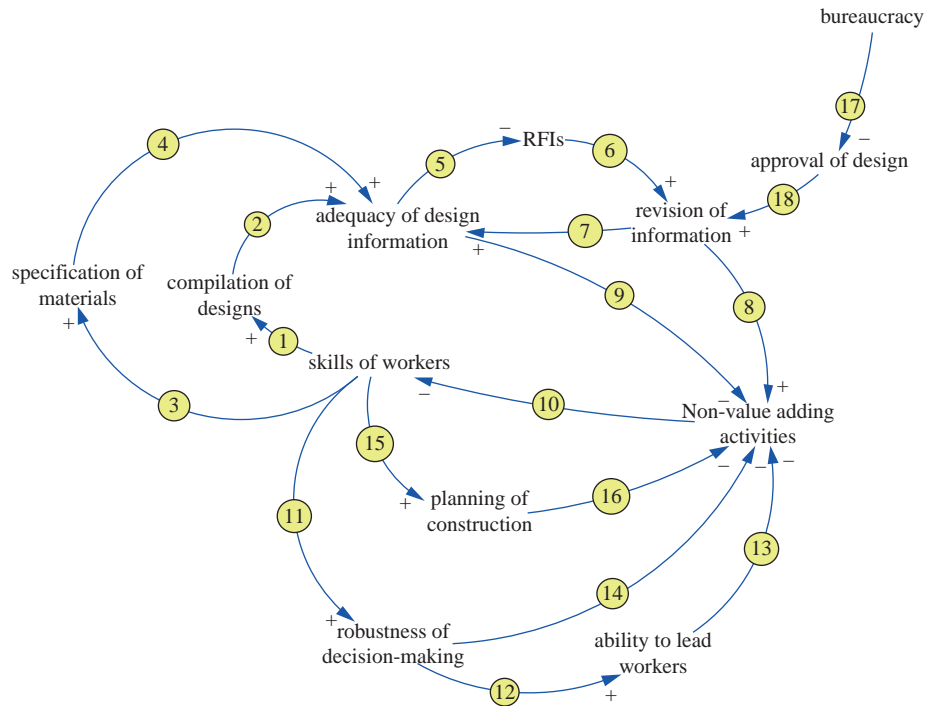 bureaucracy
17
−
4
+
−
RFIs
5
6
approval of design
+
+
+
18
2
adequacy of design
information
revision of
information
7
+
+
specification of
materials
compilation of
designs
9
8
+
+
1
skills of workers
3
−
10
−
+
Non-value adding
activities
15
−
−
−
+
planning of
construction
16
11
13
14
+
robustness of
decision-making
ability to lead
workers
12
+